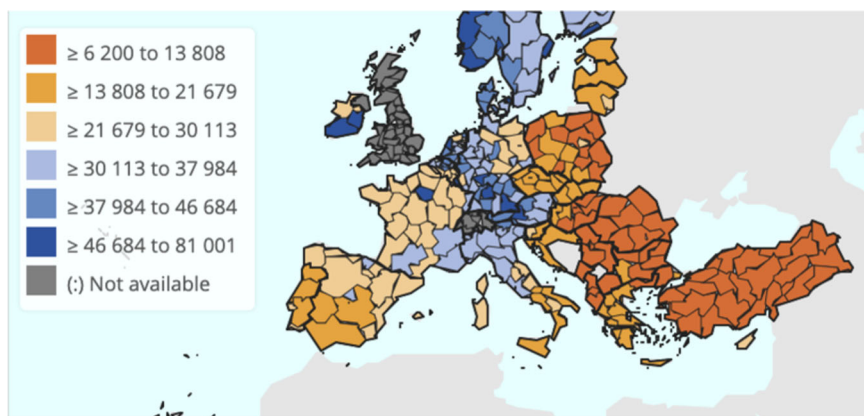 ≥ 6 200 to 13 808
≥ 13 808 to 21 679
≥ 21 679 to 30 113
≥ 30 113 to 37 984
≥ 37 984 to 46 684
≥ 46 684 to 81 001
(:) Not available